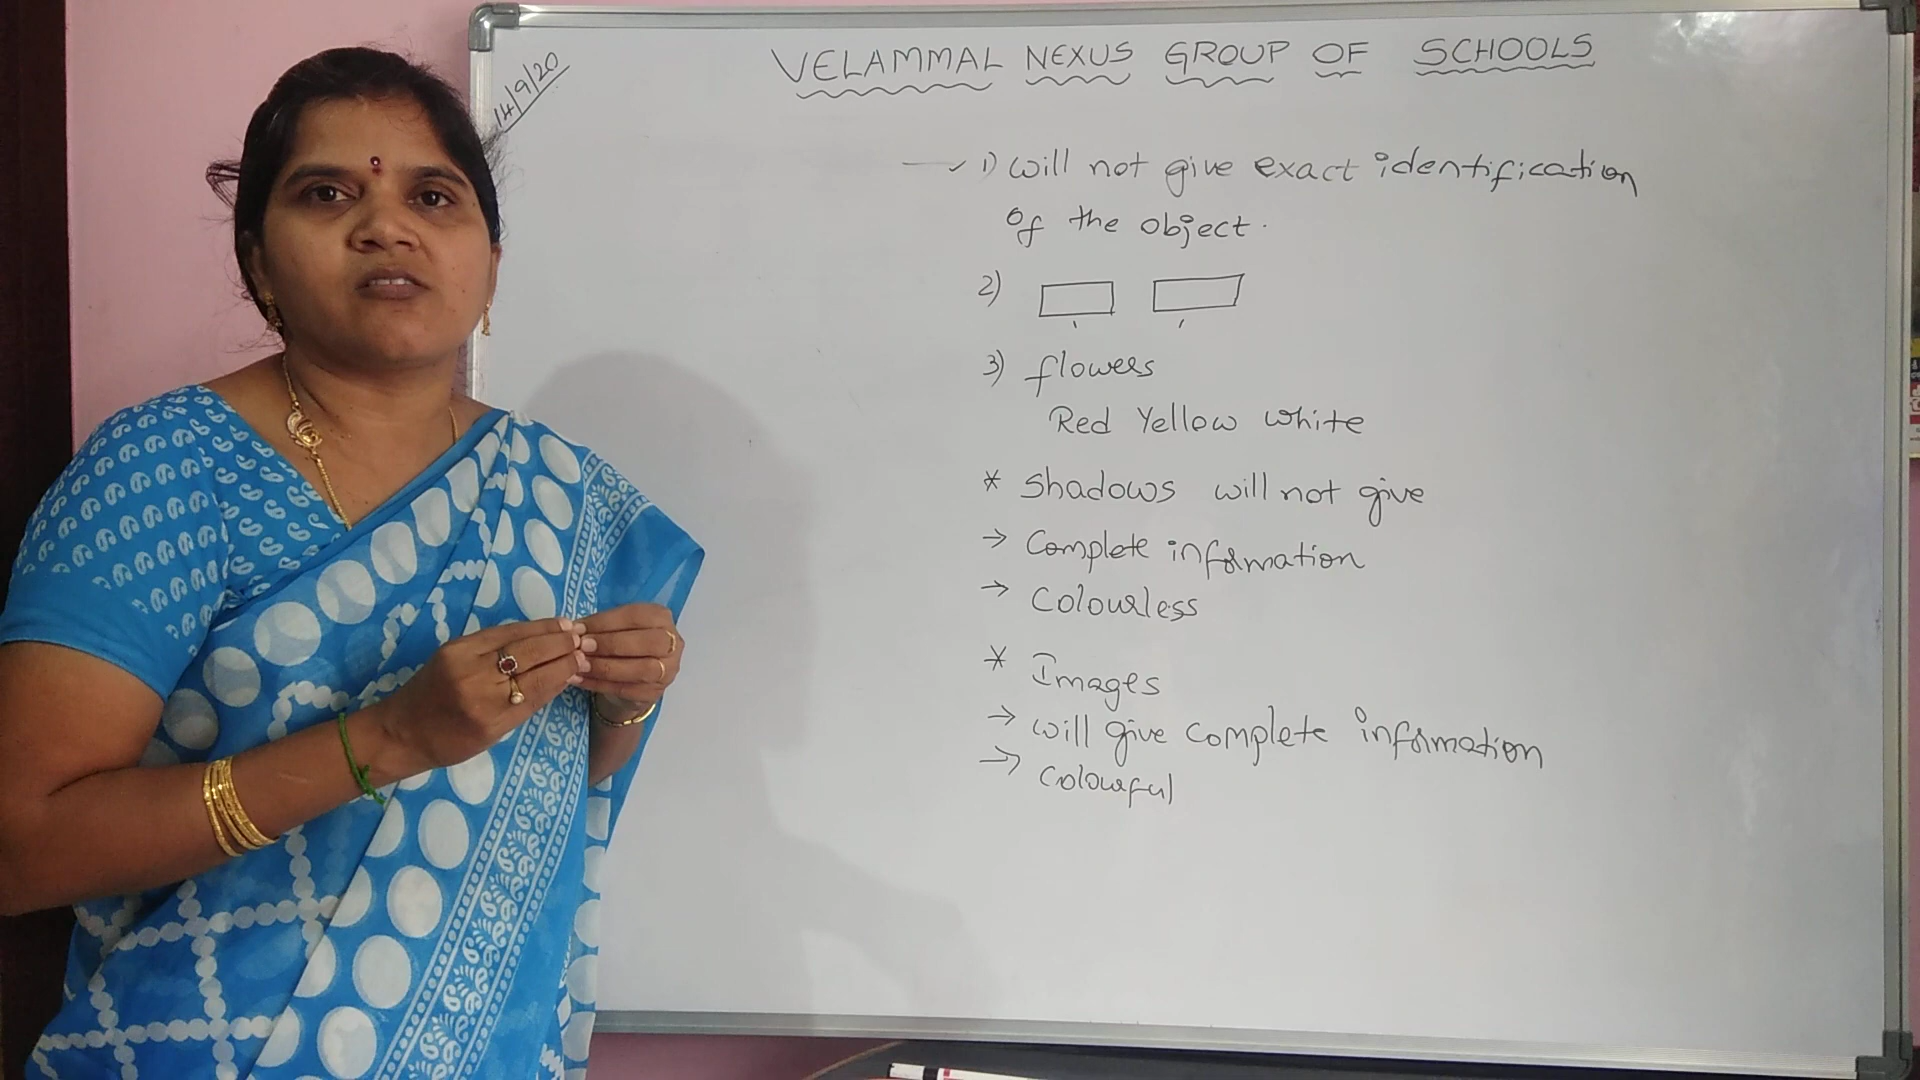 14/9/20
VELAMMAL NEXUS GROUP OF SCHOOLS
1) will not give exact identification
of the object.
2)
3) flowers
Red Yellow white
* Shadows will not give
→ Complete information
→ Colourless
* Images
→ will give complete information
→ Colourful